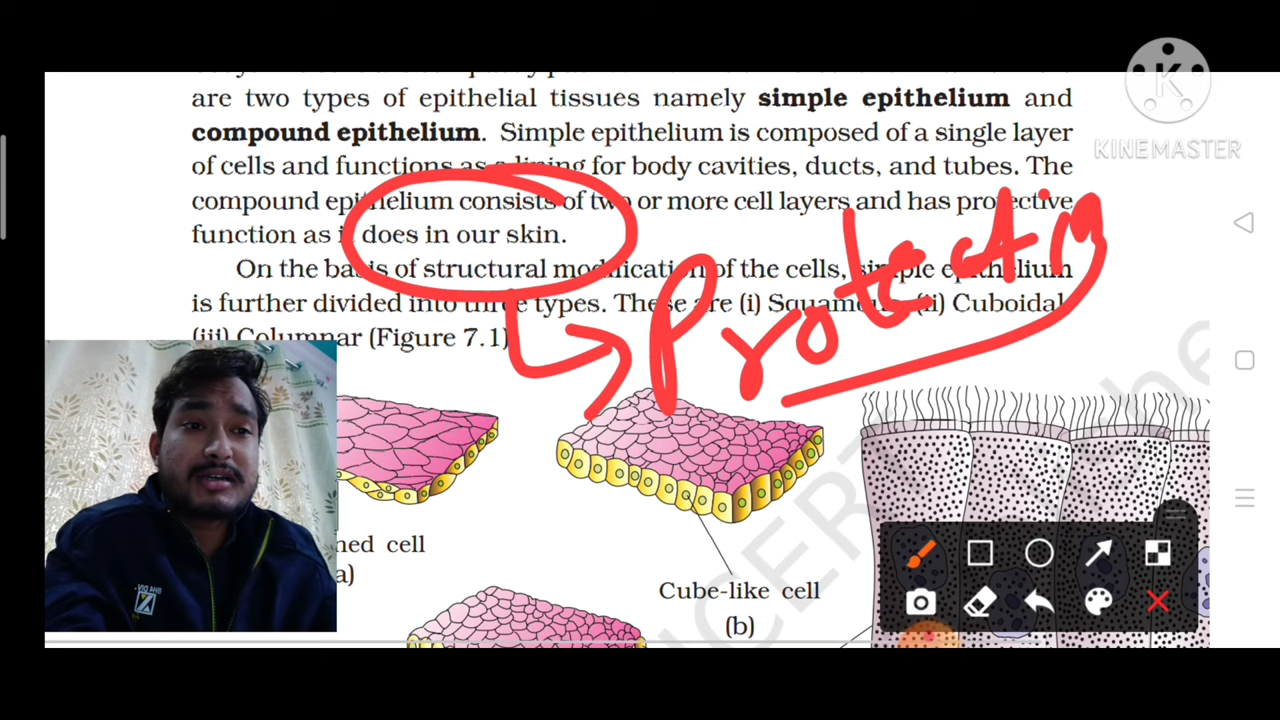 KINEMASTER
are two types of epithelial tissues namely simple epithelium and
compound epithelium. Simple epithelium is composed of a single layer
of cells and functions as a lining for body cavities, ducts, and tubes. The
compound epithelium consists of two or more cell layers and has protective
function as it does in our skin.
On the basis of structural modification of the cells, simple epithelium
is further divided into three types. These are (i) Squamous, (ii) Cuboidal,
(iii) Columnar (Figure 7.1)
Protectin
ned cell
a)
Cube-like cell
(b)
NCERT